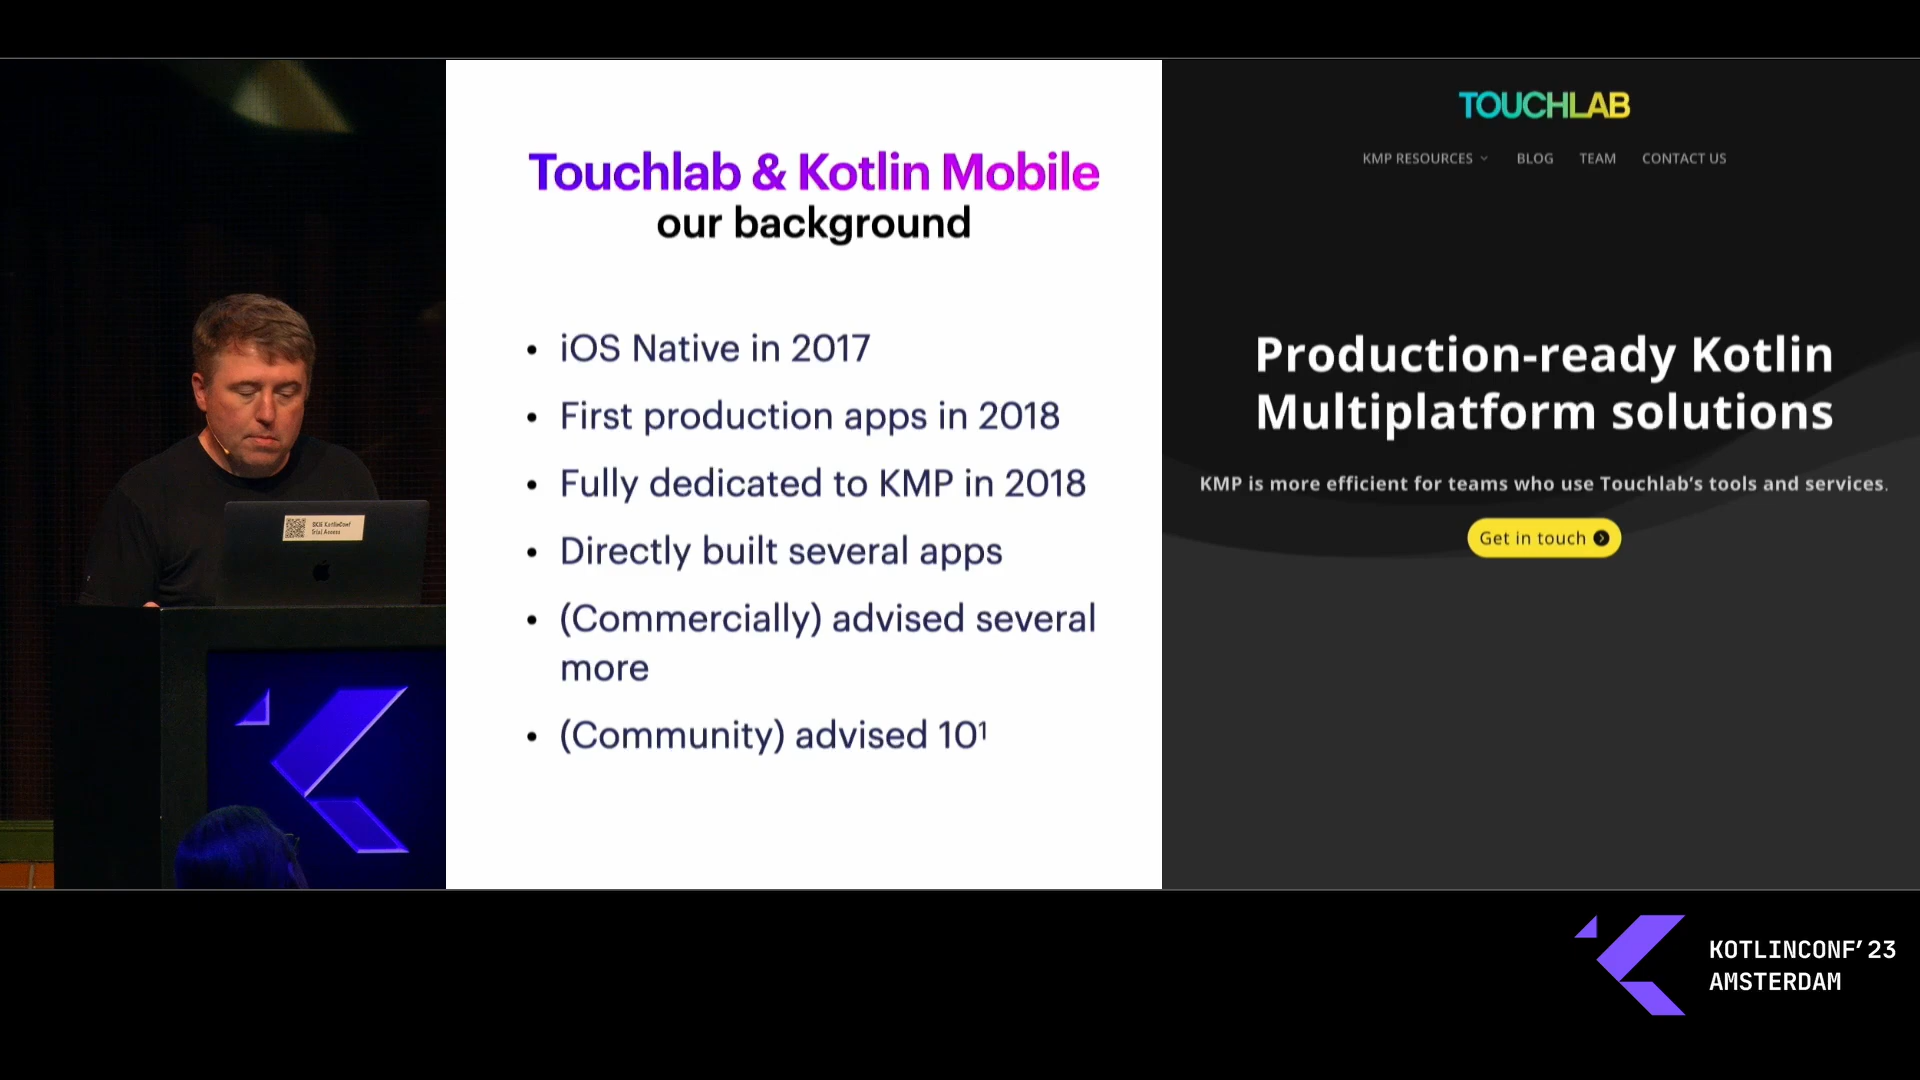 Touchlab & Kotlin Mobile
our background
• iOS Native in 2017
• First production apps in 2018
• Fully dedicated to KMP in 2018
• Directly built several apps
• (Commercially) advised several
more
• (Community) advised 10¹
TOUCHLAB
KMP RESOURCES
BLOG
TEAM
CONTACT US
Production-ready Kotlin
Multiplatform solutions
KMP is more efficient for teams who use Touchlab's tools and services.
Get in touch
KOTLINCONF'23
AMSTERDAM